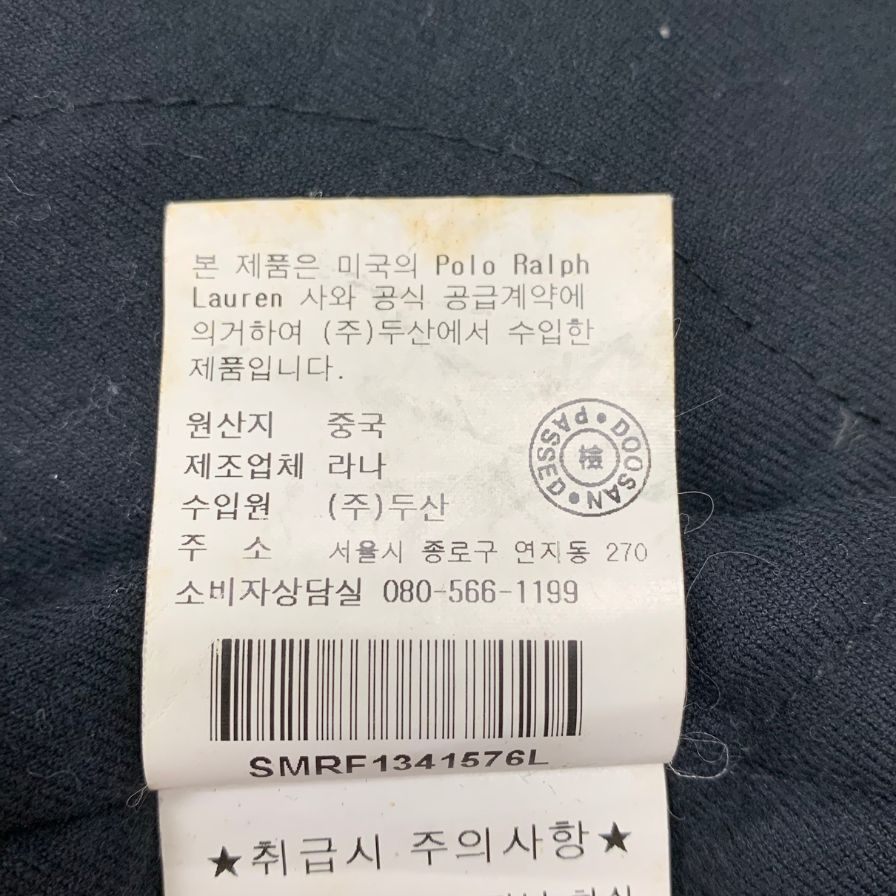 본 제품은 미국의 Polo Ralph
Lauren 사와 공식 공급계약에
의거하여 (주)두산에서 수입한
제품입니다.
원산지 중국
제조업체 라나
수입원 (주)두산
주 소 서울시 종로구 연지동 270
소비자상담실 080-566-1199
DOOSAN PASSED
檢
SMRF1341576L
★취급시 주의사항★